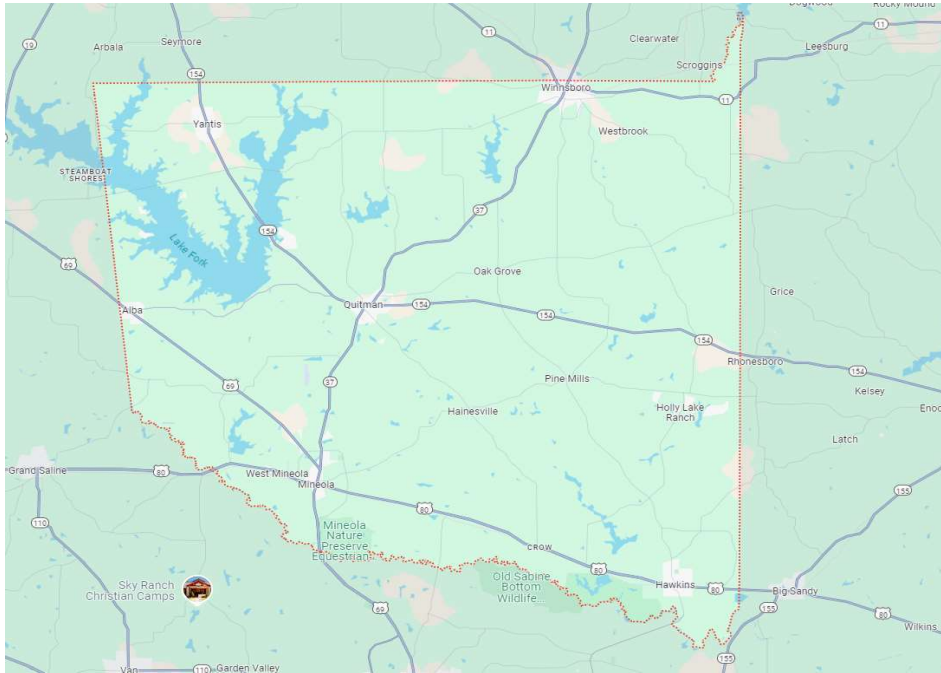 Dogwood
Rocky Mound
19
Arbala
Seymore
11
Clearwater
Leesburg
11
Scroggins
154
Winnsboro
11
Yantis
Westbrook
STEAMBOAT
SHORES
37
154
Lake Fork
69
Oak Grove
Grice
Alba
Quitman
154
154
154
Rhonesboro
154
Kelsey
69
37
Pine Mills
Hainesville
Holly Lake
Ranch
Latch
Grand Saline
80
West Mineola
Mineola
155
80
110
Mineola
Nature
Preserve
Equestrian
CROW
80
Old Sabine
Bottom
Wildlife...
Hawkins
80
Big Sandy
Sky Ranch
Christian Camps
69
155
80
Wilkins
Van
110
Garden Valley
155